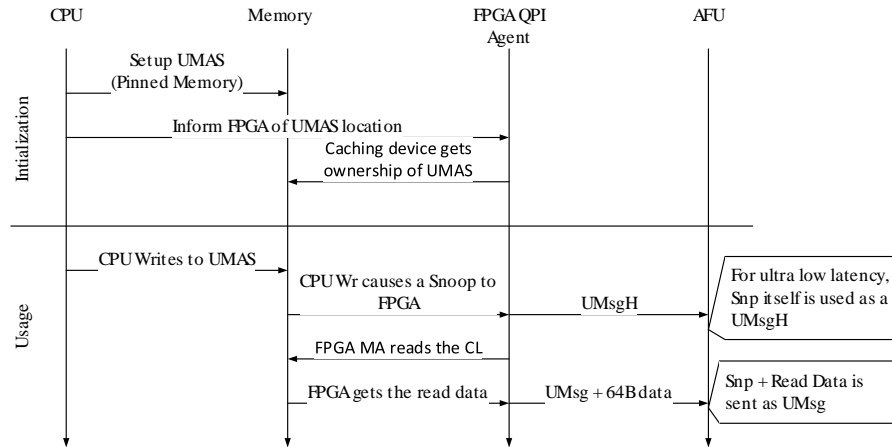 CPU
Memory
FPGA QPI
Agent
AFU
Intialization
Setup UMAS
(Pinned Memory)
Inform FPGA of UMAS location
Caching device gets
ownership of UMAS
Usage
CPU Writes to UMAS
CPU Wr causes a Snoop to
FPGA
UMsgH
For ultra low latency,
Snp itself is used as a
UMsgH
FPGA MA reads the CL
FPGA gets the read data
UMsg + 64B data
Snp + Read Data is
sent as UMsg